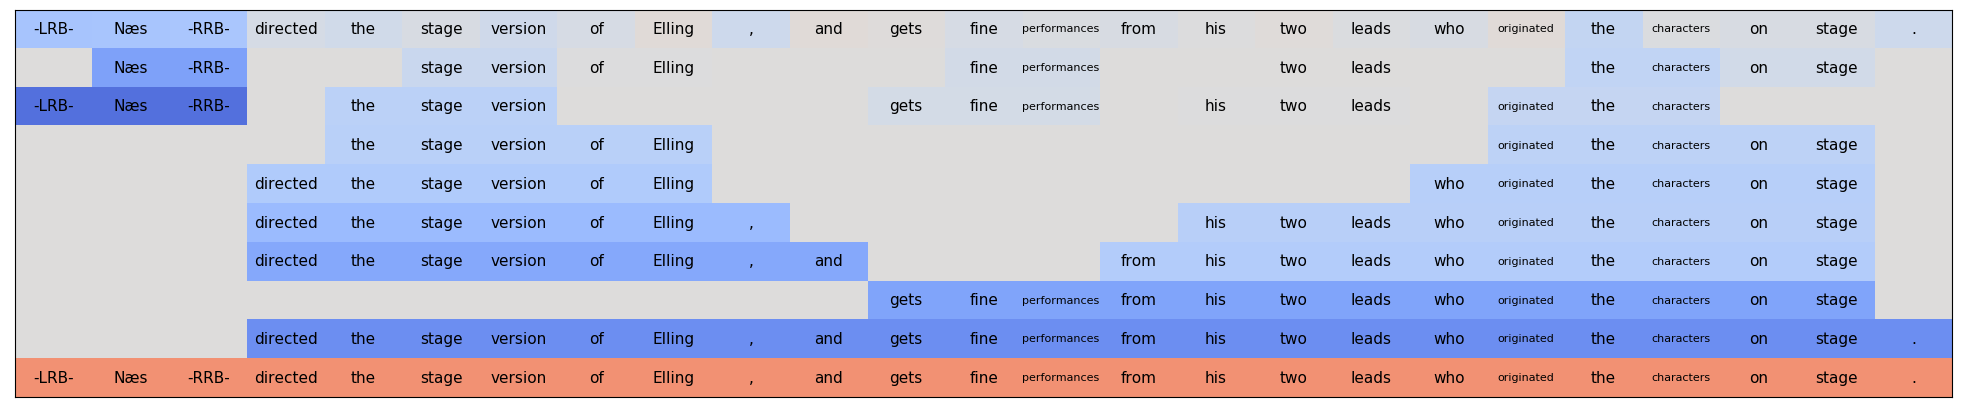 -LRB- Næs -RRB- directed the stage version of Elling , and gets fine performances from his two leads who originated the characters on stage .
Næs -RRB- stage version of Elling fine performances two leads the characters on stage
-LRB- Næs -RRB- the stage version gets fine performances his two leads originated the characters
the stage version of Elling originated the characters on stage
directed the stage version of Elling who originated the characters on stage
directed the stage version of Elling , his two leads who originated the characters on stage
directed the stage version of Elling , and from his two leads who originated the characters on stage
gets fine performances from his two leads who originated the characters on stage
directed the stage version of Elling , and gets fine performances from his two leads who originated the characters on stage .
-LRB- Næs -RRB- directed the stage version of Elling , and gets fine performances from his two leads who originated the characters on stage .